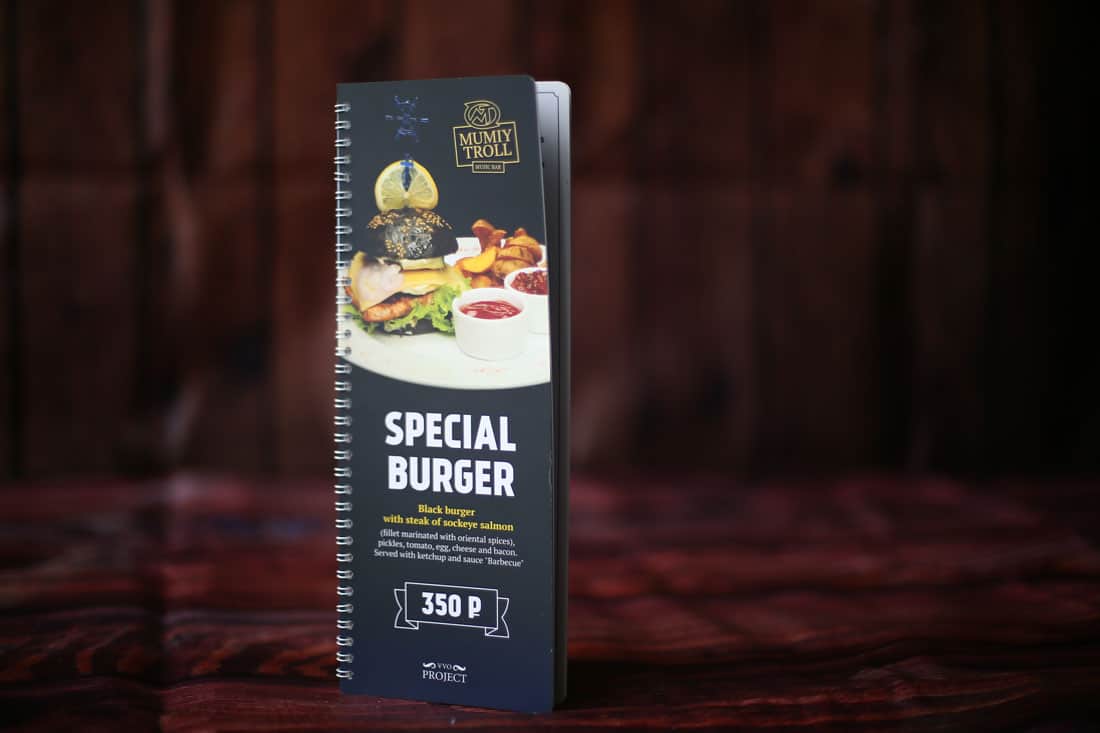 MUMIY
TROLL
MUSIC BAR
SPECIAL
BURGER
Black burger
with steak of sockeye salmon
(fillet marinated with oriental spices),
pickles, tomato, egg, cheese and bacon.
Served with ketchup and sauce "Barbecue"
350 ₽
VVO
PROJECT